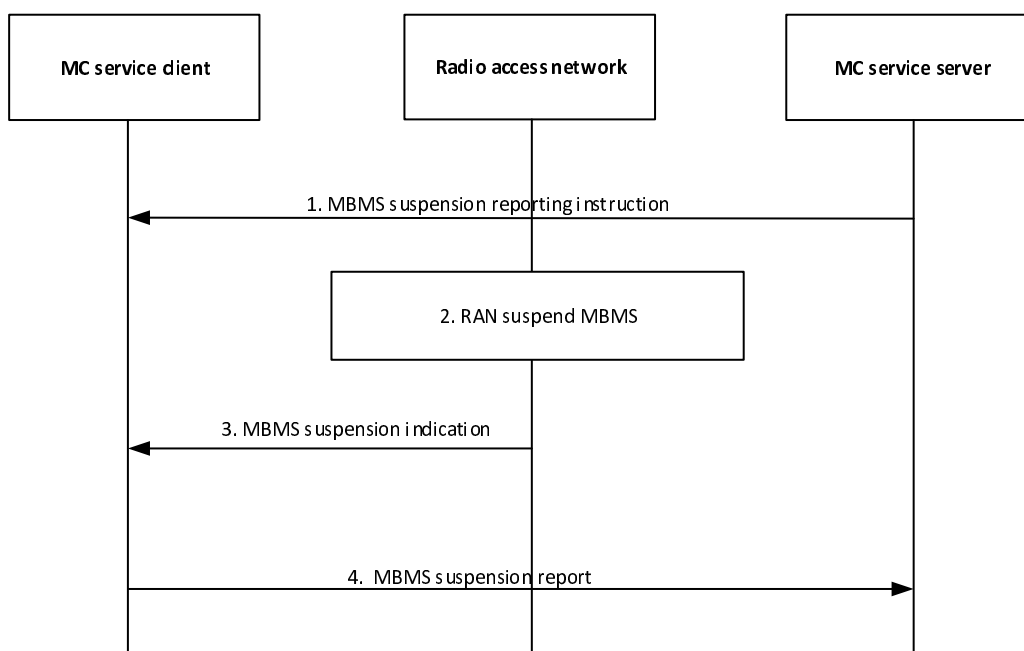 MC service client
Radio access network
MC service server
1. MBMS suspension reporting instruction
2. RAN suspend MBMS
3. MBMS suspension indication
4. MBMS suspension report